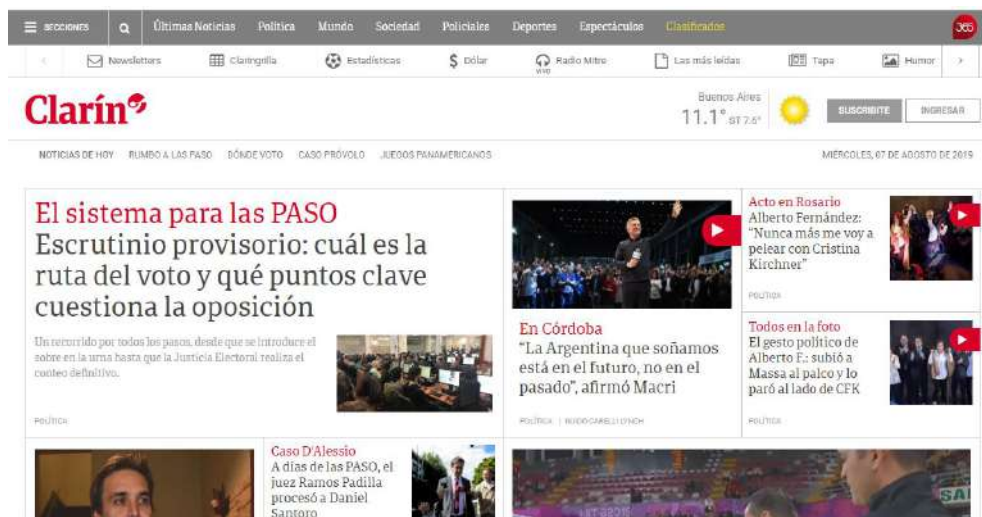 SECCIONES Últimas Noticias Política Mundo Sociedad Policiales Deportes Espectáculos Clasificados 365
Newsletters Claringrilla Estadísticas $ Dólar Radio Mitre Las más leídas Tapa Humor
VIVO
Clarín
Buenos Aires
11.1° ST 7.6°
SUSCRIBITE INGRESAR
NOTICIAS DE HOY RUMBO A LAS PASO DÓNDE VOTO CASO PRÓVOLO JUEGOS PANAMERICANOS MIÉRCOLES, 07 DE AGOSTO DE 2019
El sistema para las PASO
Escrutinio provisorio: cuál es la
ruta del voto y qué puntos clave
cuestiona la oposición
Un recorrido por todos los pasos, desde que se introduce el
sobre en la urna hasta que la Justicia Electoral realiza el
conteo definitivo.
POLÍTICA
En Córdoba
“La Argentina que soñamos
está en el futuro, no en el
pasado”, afirmó Macri
POLÍTICA | GUIDO CARELLI LYNCH
Acto en Rosario
Alberto Fernández:
“Nunca más me voy a
pelear con Cristina
Kirchner”
POLÍTICA
Todos en la foto
El gesto político de
Alberto F.: subió a
Massa al palco y lo
paró al lado de CFK
POLÍTICA
Caso D'Alessio
A días de las PASO, el
juez Ramos Padilla
procesó a Daniel
Santoro